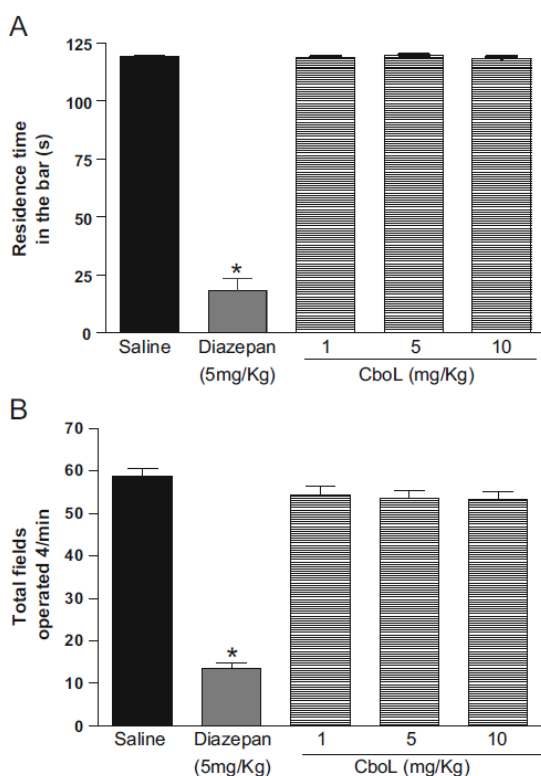 A
Residence time
in the bar (s)
125
100
75
50
25
0
*
Saline
Diazepan
(5mg/Kg)
1
5
10
CboL (mg/Kg)
B
Total fields
operated 4/min
70
60
50
40
30
20
10
0
*
Saline
Diazepan
(5mg/Kg)
1
5
10
CboL (mg/Kg)